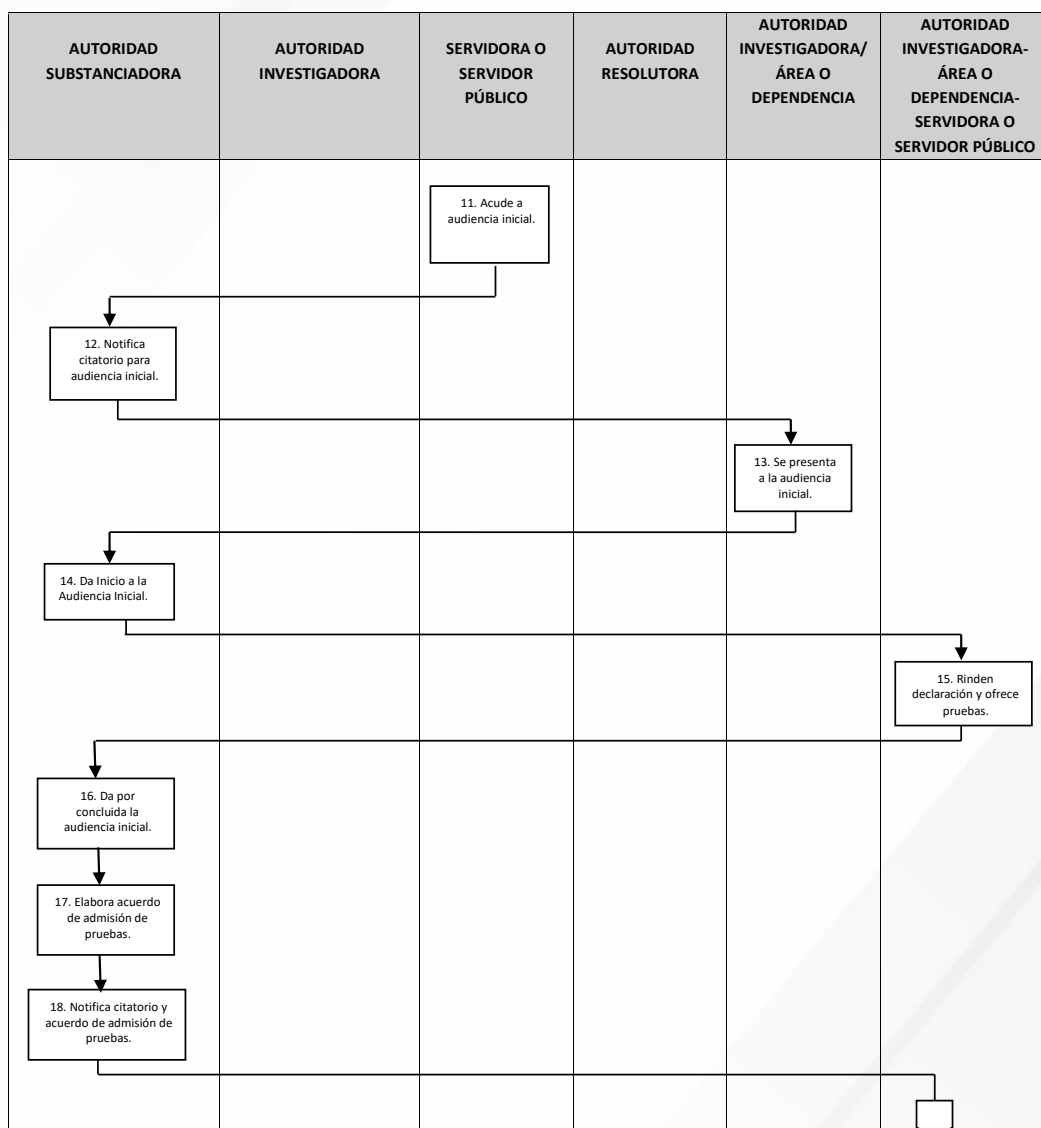 AUTORIDAD
SUBSTANCIADORA
AUTORIDAD
INVESTIGADORA
SERVIDORA O
SERVIDOR
PÚBLICO
AUTORIDAD
RESOLUTORA
AUTORIDAD
INVESTIGADORA/
ÁREA O
DEPENDENCIA
AUTORIDAD
INVESTIGADORA-
ÁREA O
DEPENDENCIA-
SERVIDORA O
SERVIDOR PÚBLICO
11. Acude a
audiencia inicial.
12. Notifica
citatorio para
audiencia inicial.
13. Se presenta
a la audiencia
inicial.
14. Da Inicio a la
Audiencia Inicial.
15. Rinden
declaración y ofrece
pruebas.
16. Da por
concluida la
audiencia inicial.
17. Elabora acuerdo
de admisión de
pruebas.
18. Notifica citatorio y
acuerdo de admisión de
pruebas.